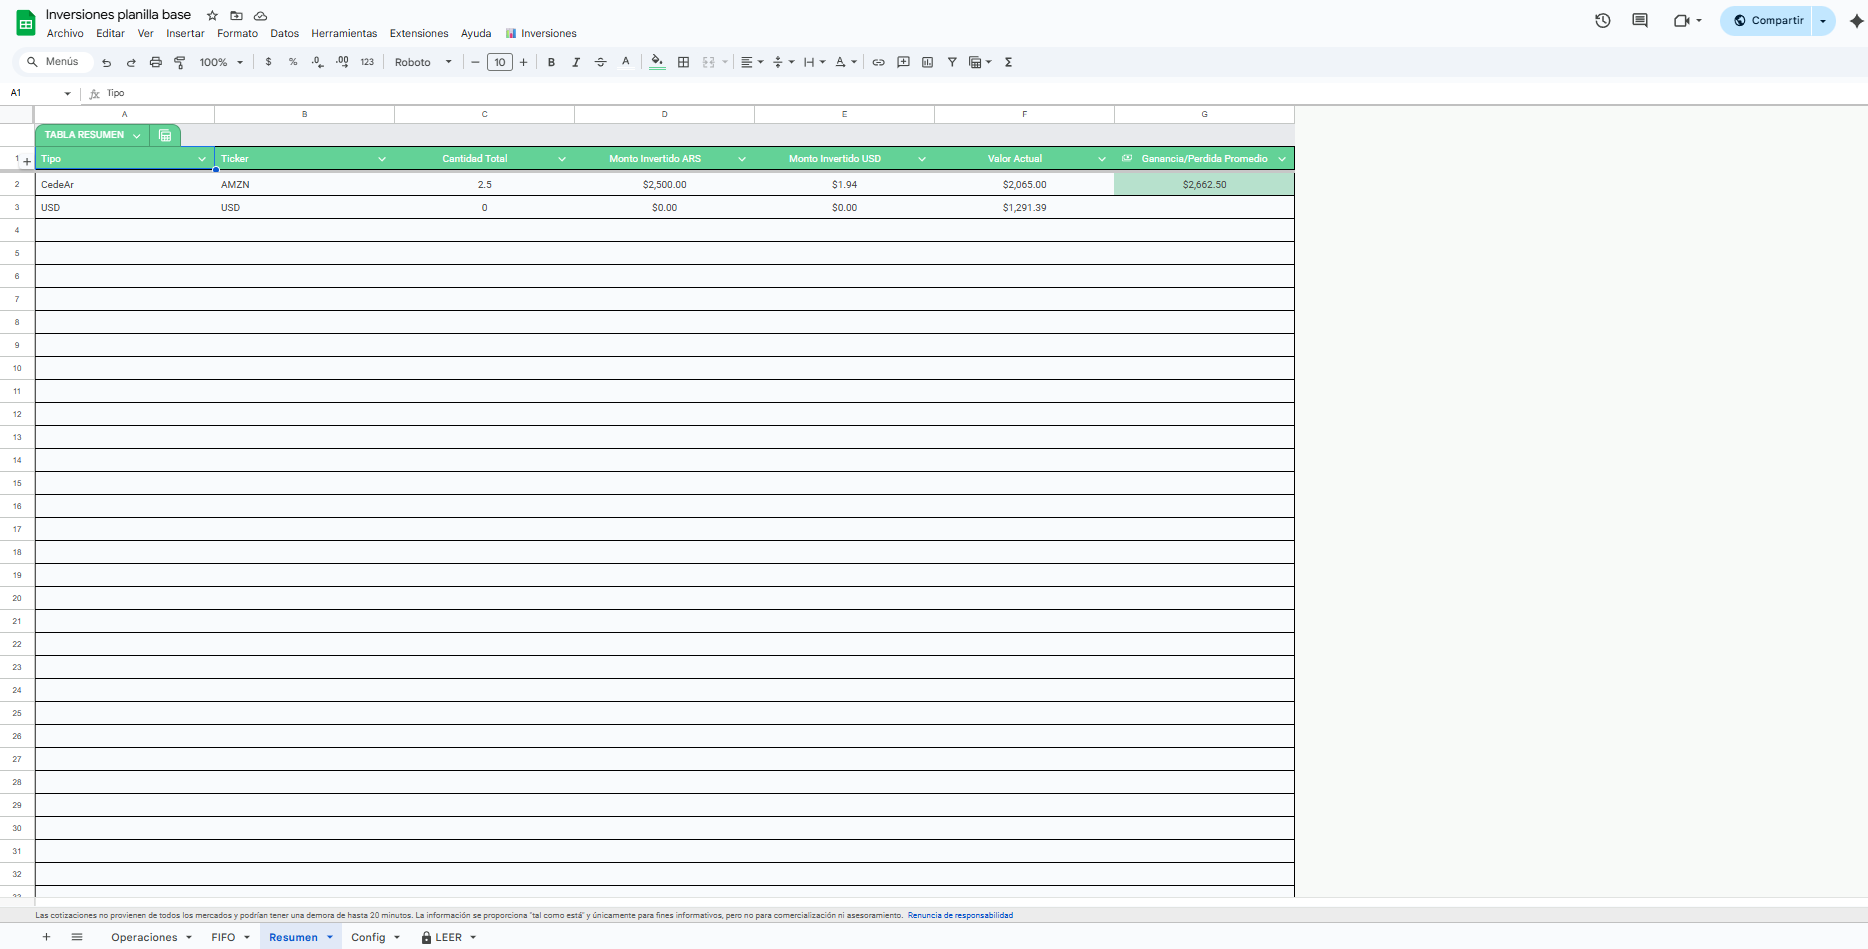 Inversiones planilla base
Archivo Editar Ver Insertar Formato Datos Herramientas Extensiones Ayuda Inversiones
Compartir
Menús 100% $ % .0 .00 123 Roboto 10 B I S A Σ
A1 fx Tipo
A B C D E F G
TABLA RESUMEN
1 Tipo Ticker Cantidad Total Monto Invertido ARS Monto Invertido USD Valor Actual Ganancia/Perdida Promedio
2 CedeAr AMZN 2.5 $2,500.00 $1.94 $2,065.00 $2,662.50
3 USD USD 0 $0.00 $0.00 $1,291.39
4
5
6
7
8
9
10
11
12
13
14
15
16
17
18
19
20
21
22
23
24
25
26
27
28
29
30
31
32
33
Las cotizaciones no provienen de todos los mercados y podrían tener una demora de hasta 20 minutos. La información se proporciona "tal como está" y únicamente para fines informativos, pero no para comercialización ni asesoramiento. Renuncia de responsabilidad
Operaciones FIFO Resumen Config LEER